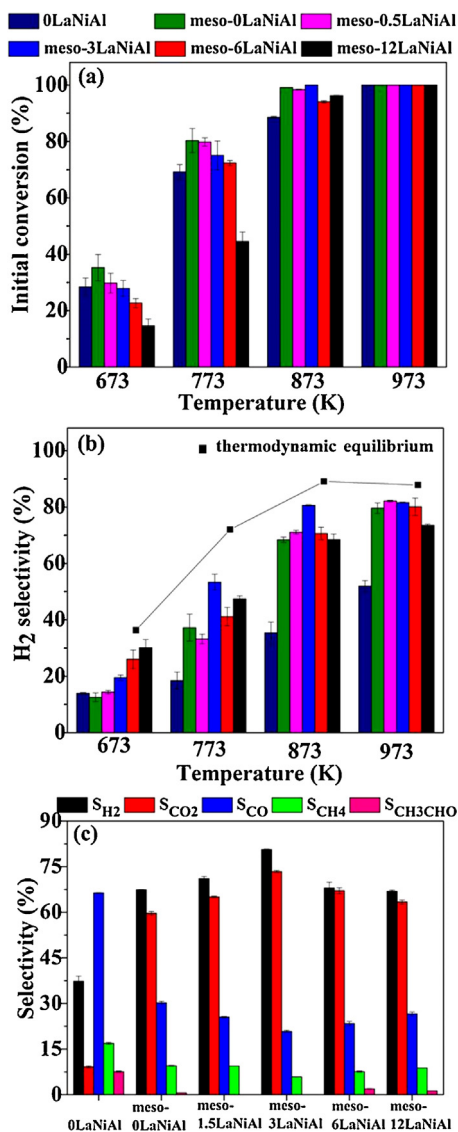 0LaNiAl meso-0LaNiAl meso-0.5LaNiAl
meso-3LaNiAl meso-6LaNiAl meso-12LaNiAl
(a)
Initial conversion (%)
100
80
60
40
20
0
673 773 873 973
Temperature (K)
(b)
thermodynamic equilibrium
H2 selectivity (%)
100
80
60
40
20
0
673 773 873 973
Temperature (K)
SH2 SCO2 SCO SCH4 SCH3CHO
(c)
Selectivity (%)
90
75
60
45
30
15
0
0LaNiAl meso-0LaNiAl meso-1.5LaNiAl meso-3LaNiAl meso-6LaNiAl meso-12LaNiAl